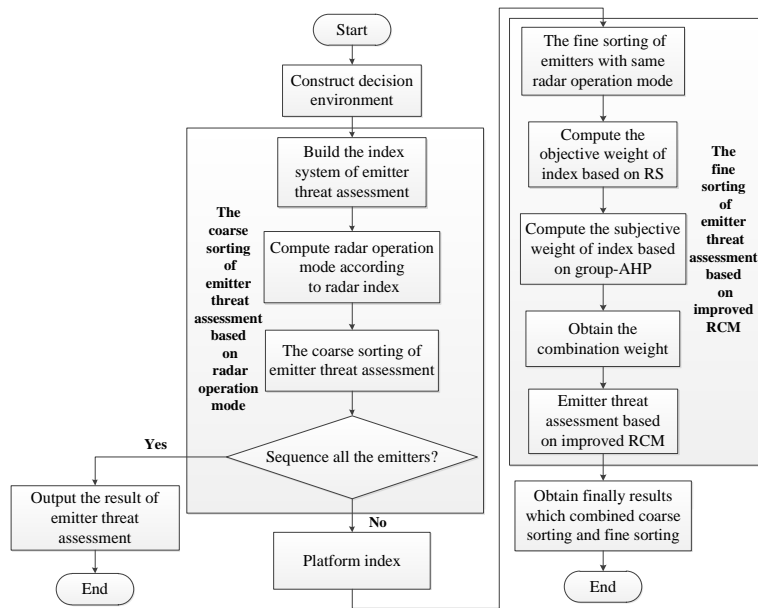 Start
Construct decision
environment
Build the index
system of emitter
threat assessment
Compute radar operation
mode according
to radar index
The coarse sorting of
emitter threat assessment
The
coarse
sorting
of
emitter
threat
assessment
based
on
radar
operation
mode
Sequence all the emitters?
Yes
Output the result of
emitter threat
assessment
End
No
Platform index
The fine sorting of
emitters with same
radar operation mode
Compute the
objective weight of
index based on RS
Compute the subjective
weight of index based
on group-AHP
Obtain the
combination weight
Emitter threat
assessment based
on improved RCM
The
fine
sorting
of
emitter
threat
assessment
based
on
improved
RCM
Obtain finally results
which combined coarse
sorting and fine sorting
End